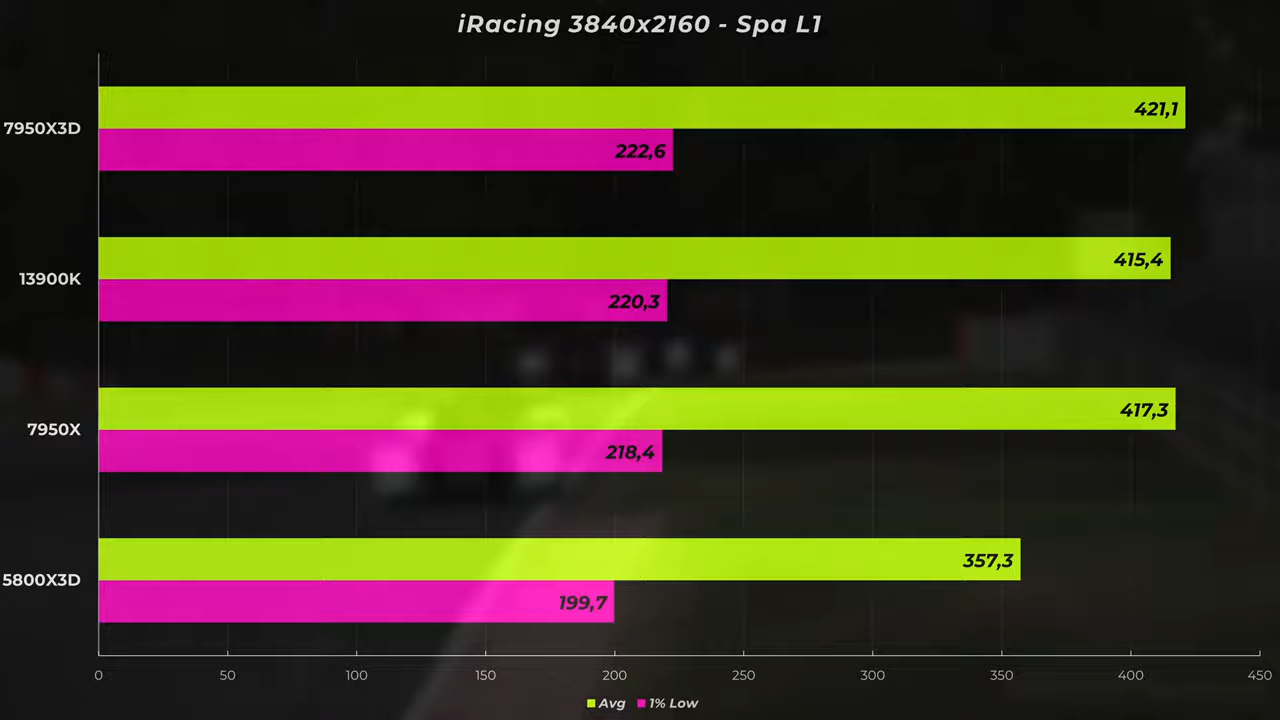 iRacing 3840x2160 - Spa L1
7950X3D
421,1
222,6
13900K
415,4
220,3
7950X
417,3
218,4
5800X3D
357,3
199,7
0 50 100 150 200 250 300 350 400 450
Avg 1% Low